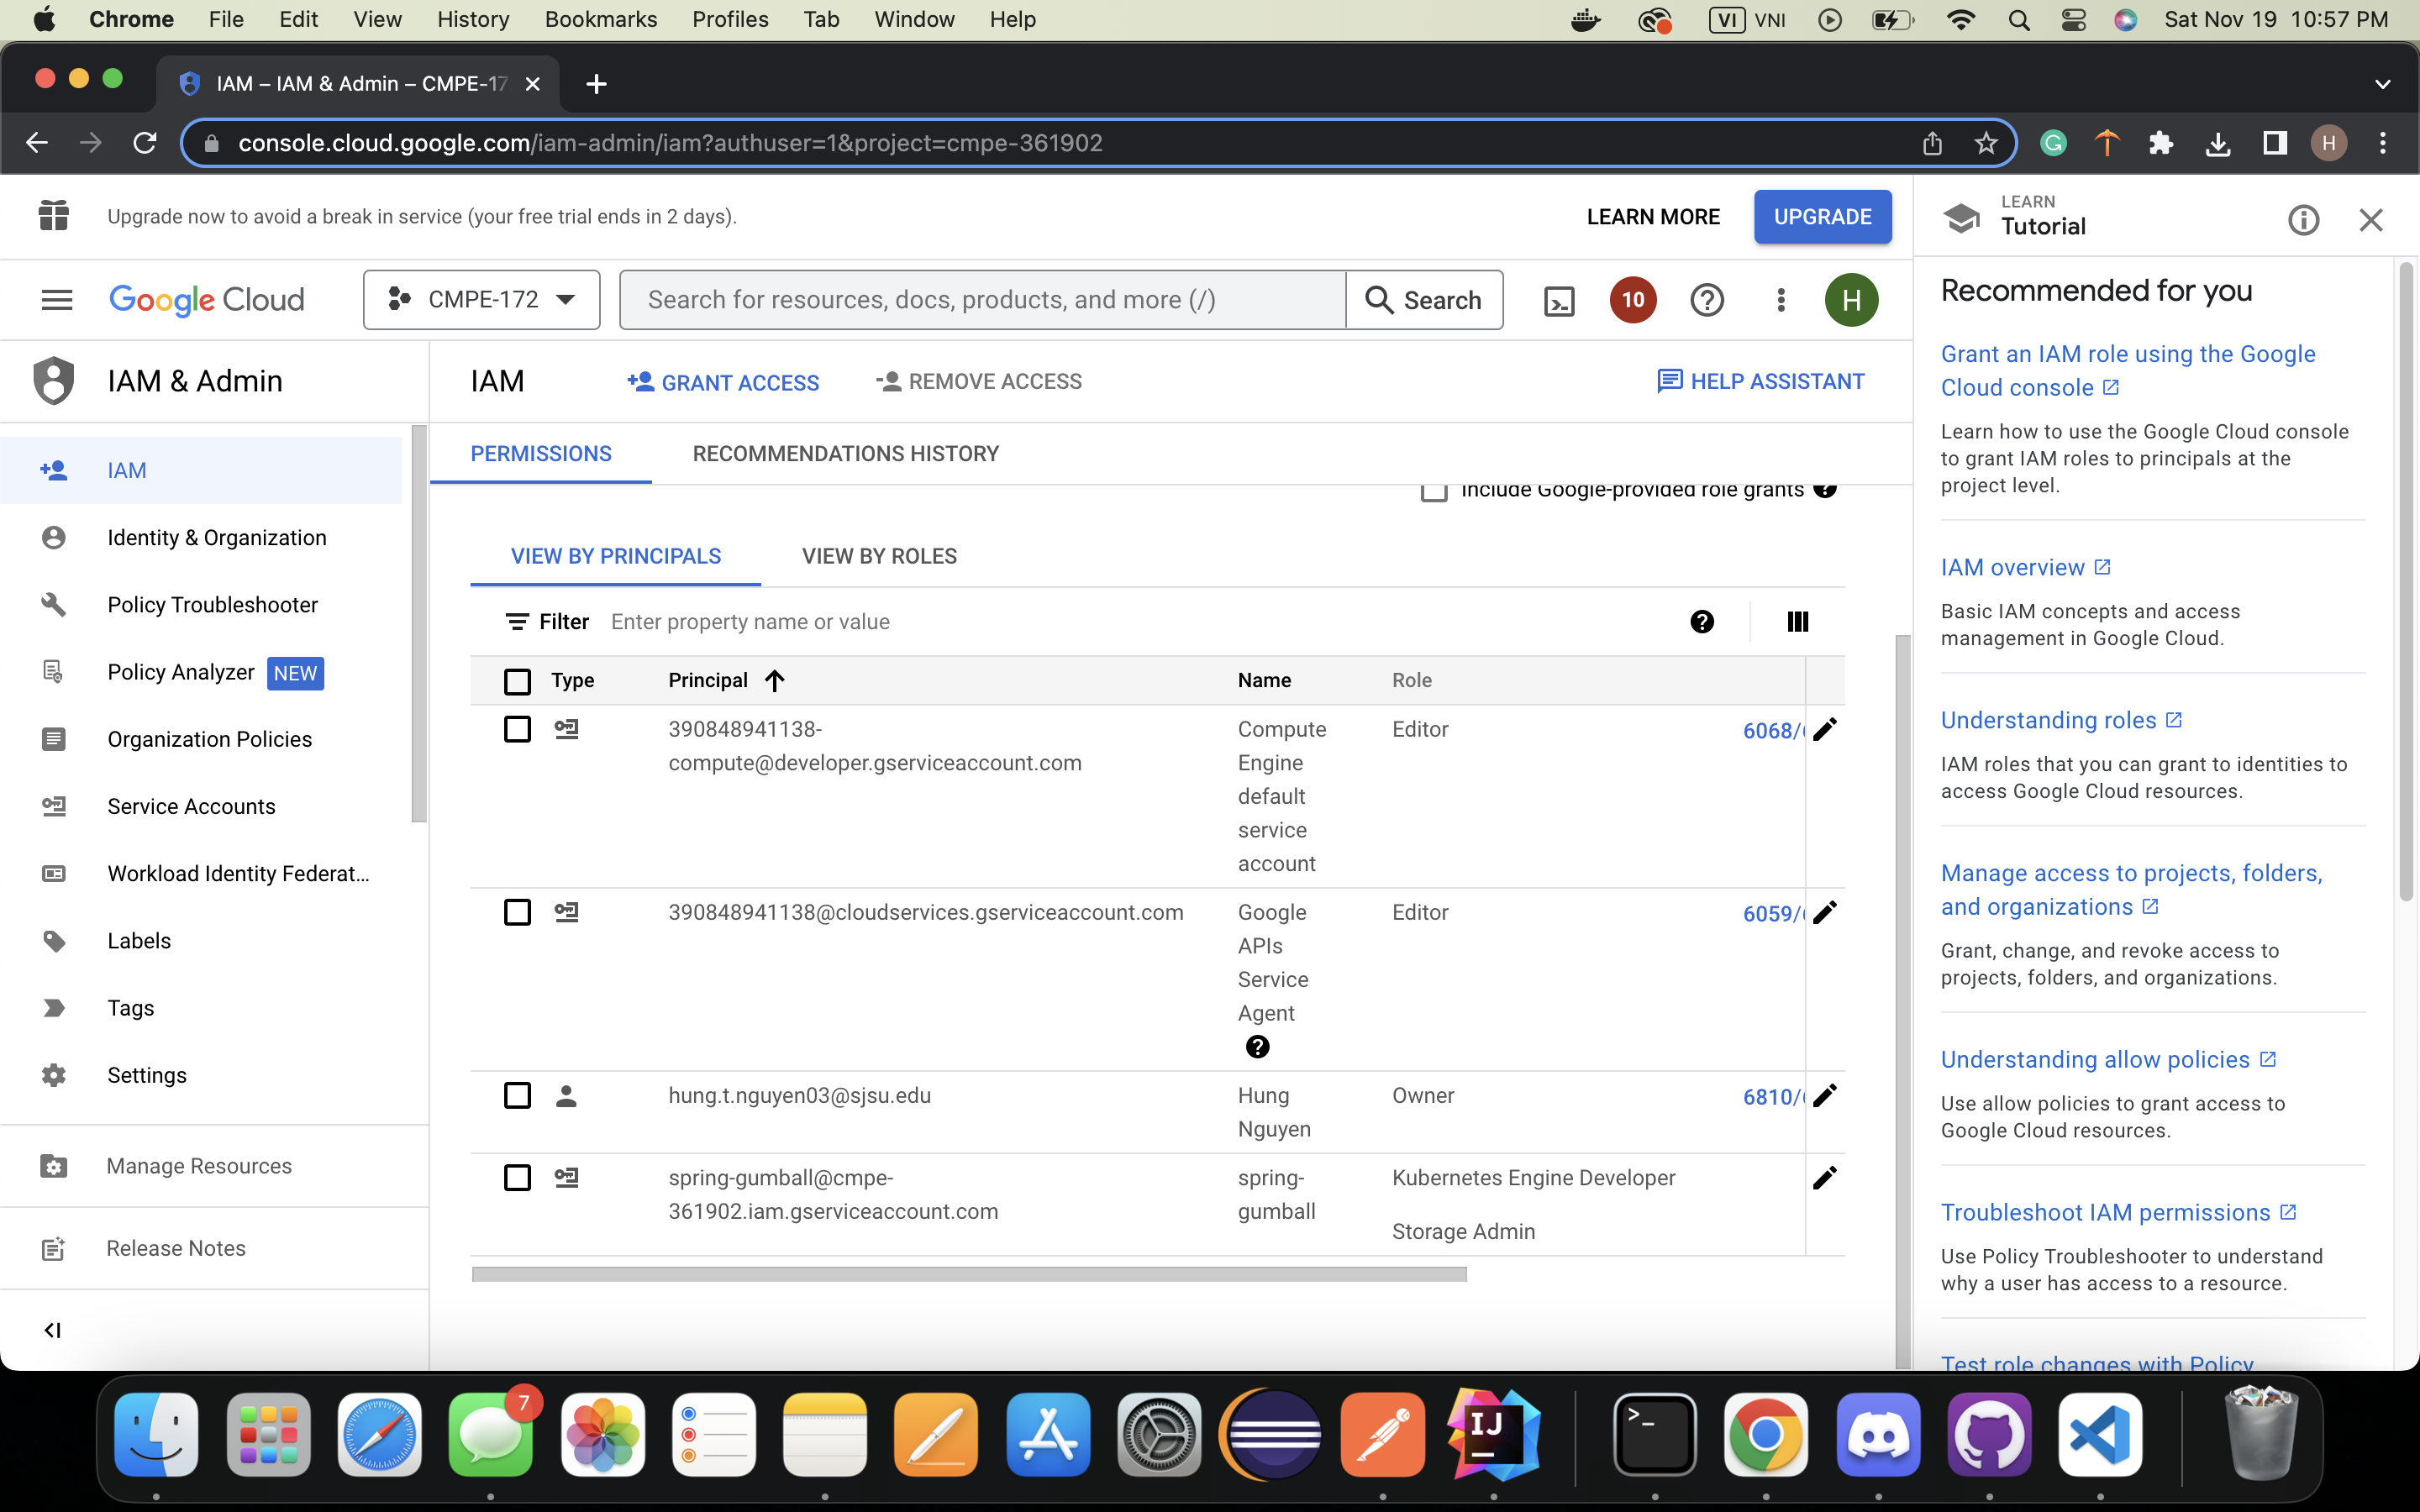 Chrome File Edit View History Bookmarks Profiles Tab Window Help
VI VNI
Sat Nov 19 10:57 PM
IAM – IAM & Admin – CMPE-17
console.cloud.google.com/iam-admin/iam?authuser=1&project=cmpe-361902
G
H
Upgrade now to avoid a break in service (your free trial ends in 2 days).
LEARN MORE
UPGRADE
Google Cloud
CMPE-172
Search for resources, docs, products, and more (/)
Search
10
H
IAM & Admin
IAM
Identity & Organization
Policy Troubleshooter
Policy Analyzer NEW
Organization Policies
Service Accounts
Workload Identity Federat...
Labels
Tags
Settings
Manage Resources
Release Notes
IAM
GRANT ACCESS
REMOVE ACCESS
HELP ASSISTANT
PERMISSIONS
RECOMMENDATIONS HISTORY
Include Google-provided role grants
VIEW BY PRINCIPALS
VIEW BY ROLES
Filter Enter property name or value
Type Principal Name Role
390848941138-
compute@developer.gserviceaccount.com
Compute
Engine
default
service
account
Editor
6068/
390848941138@cloudservices.gserviceaccount.com
Google
APIs
Service
Agent
Editor
6059/
hung.t.nguyen03@sjsu.edu
Hung
Nguyen
Owner
6810/
spring-gumball@cmpe-
361902.iam.gserviceaccount.com
spring-
gumball
Kubernetes Engine Developer
Storage Admin
LEARN
Tutorial
Recommended for you
Grant an IAM role using the Google
Cloud console
Learn how to use the Google Cloud console
to grant IAM roles to principals at the
project level.
IAM overview
Basic IAM concepts and access
management in Google Cloud.
Understanding roles
IAM roles that you can grant to identities to
access Google Cloud resources.
Manage access to projects, folders,
and organizations
Grant, change, and revoke access to
projects, folders, and organizations.
Understanding allow policies
Use allow policies to grant access to
Google Cloud resources.
Troubleshoot IAM permissions
Use Policy Troubleshooter to understand
why a user has access to a resource.
Test role changes with Policy
7
IJ